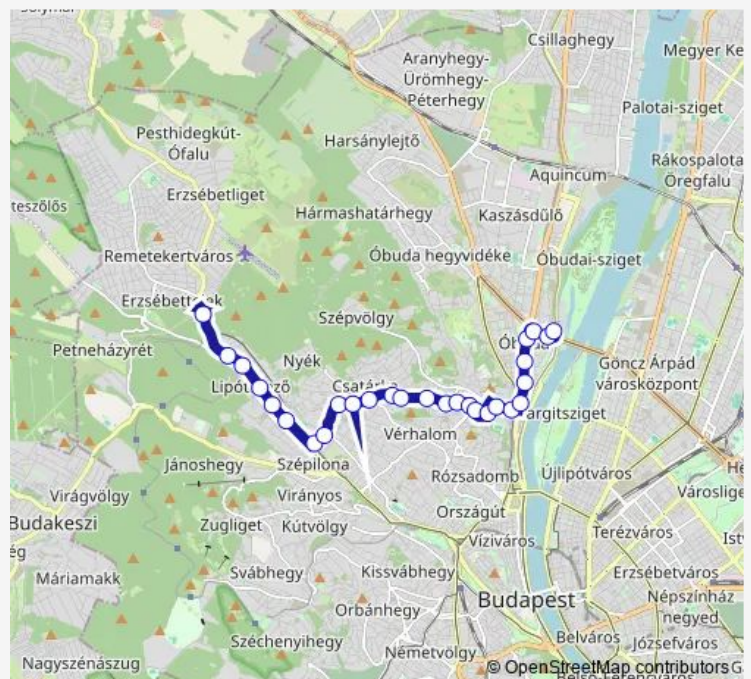 Csillaghegy
Megyer Ke
Aranyhegy-
Ürömhegy-
Péterhegy
Palotai-sziget
Pesthidegkút-
Ófalu
Harsánylejtő
Rákospalota
Öregfalu
Aquincum
Erzsébetliget
teszőlős
Hármashatárhegy
Kaszásdűlő
Remetekertváros
Óbuda hegyvidéke
Óbudai-sziget
Szépvölgy
Petneházyrét
Nyék
Göncz Árpád
városközpont
Vérhalom
Jánoshegy
Szépilona
Rózsadomb
Újlipótváros
Virágvölgy
Virányos
Országút
Városlige
Budakeszi
Zugliget
Kútvölgy
Víziváros
Terézváros
Máriamakk
Svábhegy
Kissvábhegy
Erzsébetváros
Orbánhegy
Budapest
Népszínház
negyed
Széchenyihegy
Németvölgy
Belváros
Józsefváros
Nagyszénászug
© OpenStreetMap contributors